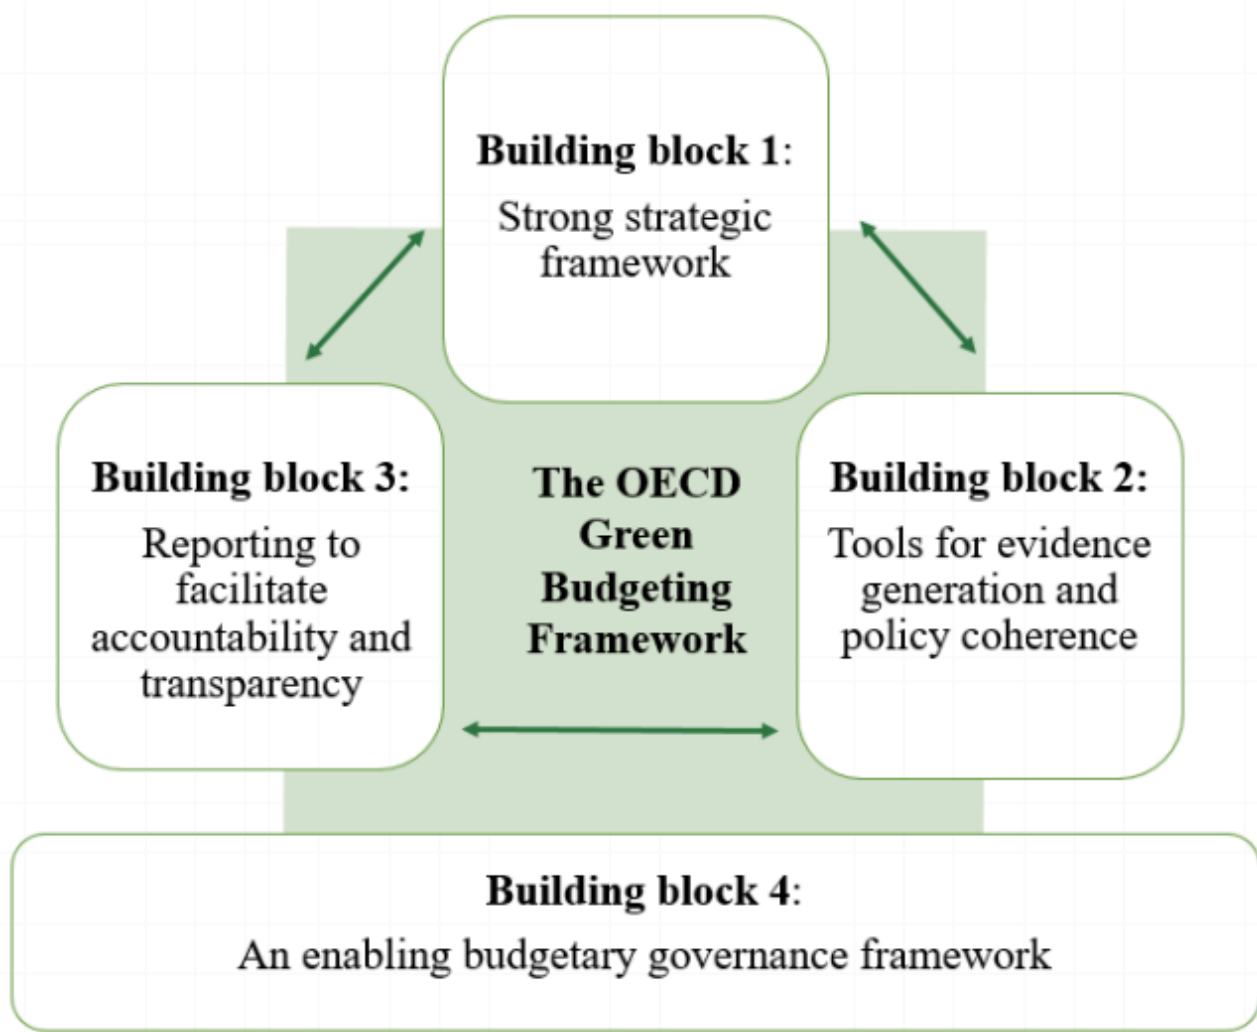 Building block 1:
Strong strategic
framework
Building block 3:
Reporting to
facilitate
accountability and
transparency
The OECD
Green
Budgeting
Framework
Building block 2:
Tools for evidence
generation and
policy coherence
Building block 4:
An enabling budgetary governance framework